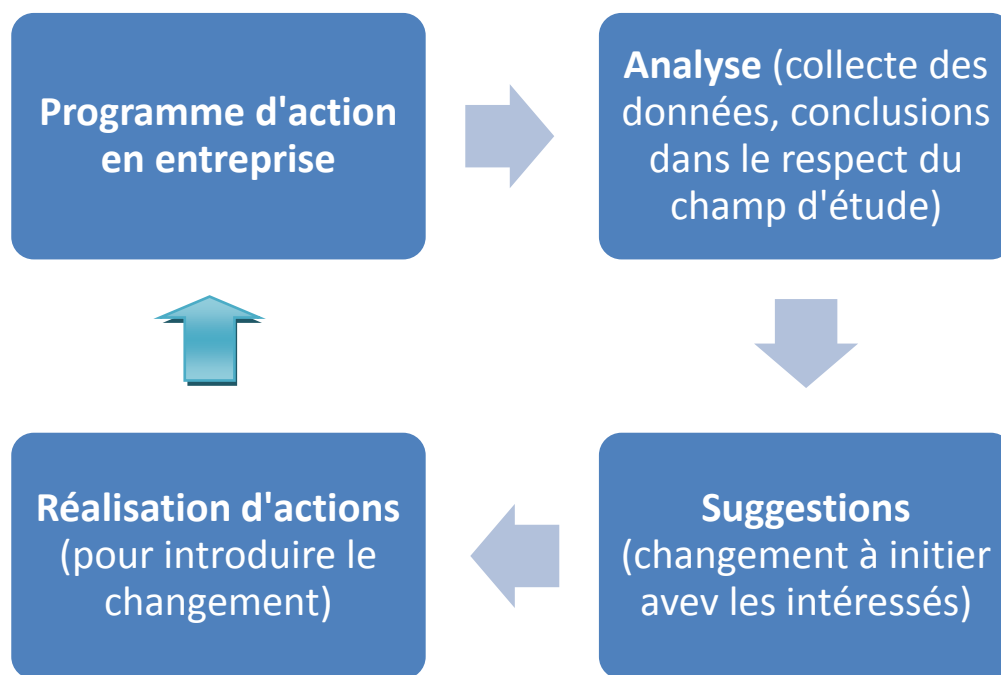 Programme d'action
en entreprise
Analyse (collecte des
données, conclusions
dans le respect du
champ d'étude)
Suggestions
(changement à initier
avev les intéressés)
Réalisation d'actions
(pour introduire le
changement)